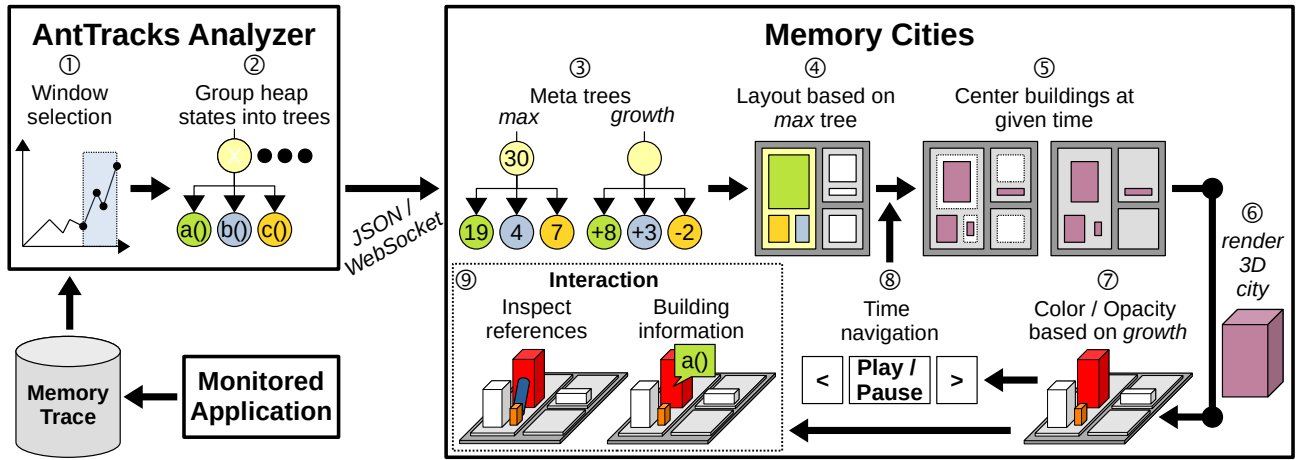 AntTracks Analyzer
①
Window
selection
②
Group heap
states into trees
X
a()
b()
c()
JSON /
WebSocket
Memory
Trace
Monitored
Application
Memory Cities
③
Meta trees
max
growth
30
19
4
7
+8
+3
-2
④
Layout based on
max tree
⑤
Center buildings at
given time
⑥
render
3D
city
⑦
Color / Opacity
based on growth
⑧
Time
navigation
<
Play /
Pause
>
⑨
Interaction
Inspect
references
Building
information
a()